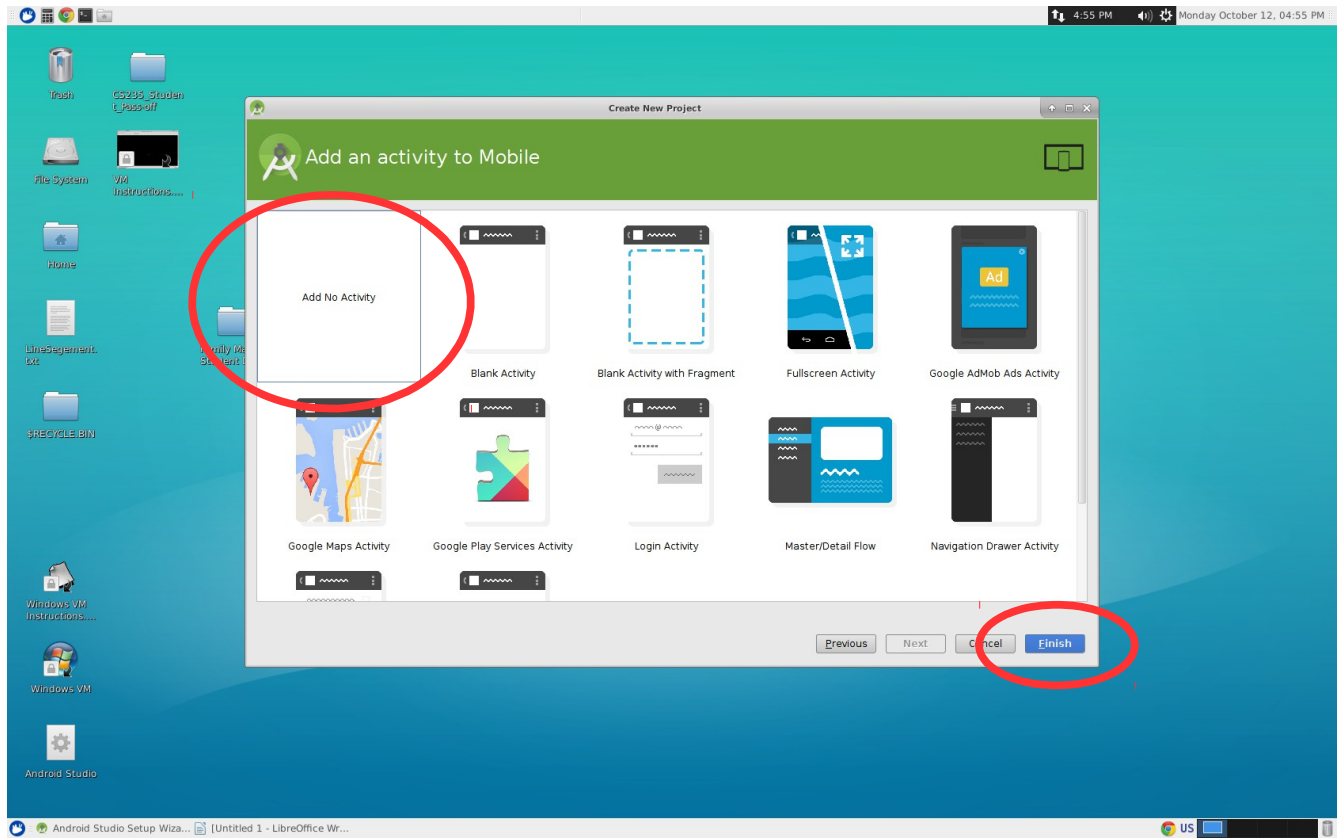 4:55 PM
Monday October 12, 04:55 PM
Trash
CS235_Studen
t_Pass-off
File System
VM
Instructions....
Home
LineSegement.
txt
Student
$RECYCLE.BIN
Windows VM
Instructions....
Windows VM
Android Studio
Create New Project
Add an activity to Mobile
Add No Activity
Blank Activity
Blank Activity with Fragment
Fullscreen Activity
Ad
Google AdMob Ads Activity
Google Maps Activity
Google Play Services Activity
Login Activity
Master/Detail Flow
Navigation Drawer Activity
Previous
Next
Cancel
Finish
Android Studio Setup Wiza...
[Untitled 1 - LibreOffice Wr...
US